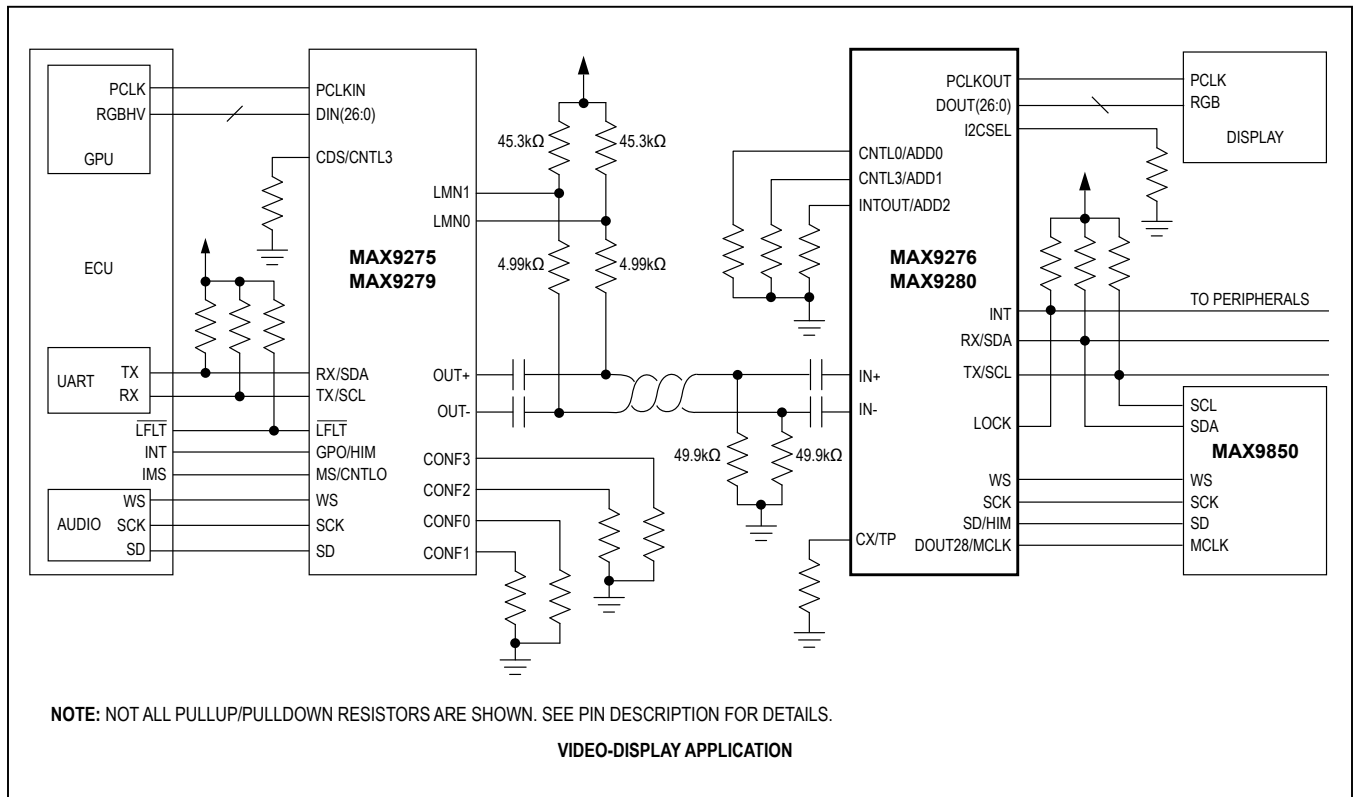 PCLK
RGBHV
GPU
ECU
UART
TX
RX
LFLT
INT
IMS
AUDIO
WS
SCK
SD
PCLKIN
DIN(26:0)
CDS/CNTL3
LMN1
LMN0
MAX9275
MAX9279
RX/SDA
TX/SCL
LFLT
GPO/HIM
MS/CNTLO
WS
SCK
SD
OUT+
OUT-
CONF3
CONF2
CONF0
CONF1
45.3kΩ
45.3kΩ
4.99kΩ
4.99kΩ
49.9kΩ
49.9kΩ
PCLKOUT
DOUT(26:0)
I2CSEL
CNTL0/ADD0
CNTL3/ADD1
INTOUT/ADD2
MAX9276
MAX9280
INT
RX/SDA
TX/SCL
IN+
IN-
LOCK
WS
SCK
SD/HIM
DOUT28/MCLK
CX/TP
PCLK
RGB
DISPLAY
TO PERIPHERALS
SCL
SDA
MAX9850
WS
SCK
SD
MCLK
NOTE: NOT ALL PULLUP/PULLDOWN RESISTORS ARE SHOWN. SEE PIN DESCRIPTION FOR DETAILS.
VIDEO-DISPLAY APPLICATION